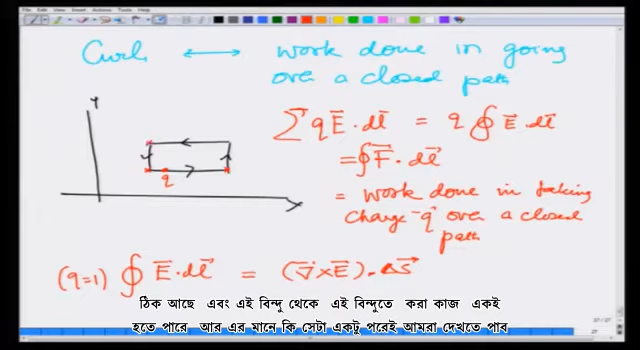 Curl ⟷ work done in going
over a closed path
Y
q
X
∑ q E⃗ · dl⃗ = q ∮ E⃗ · dl⃗
= ∮ F⃗ · dl⃗
= work done in taking
charge q over a closed
path
(q=1) ∮ E⃗ · dl⃗ = (∇⃗ × E⃗) · Δs⃗
ঠিক আছে এবং এই বিন্দু থেকে এই বিন্দুতে করা কাজ একই
হতে পারে আর এর মানে কি সেটা একটু পরেই আমরা দেখতে পাব